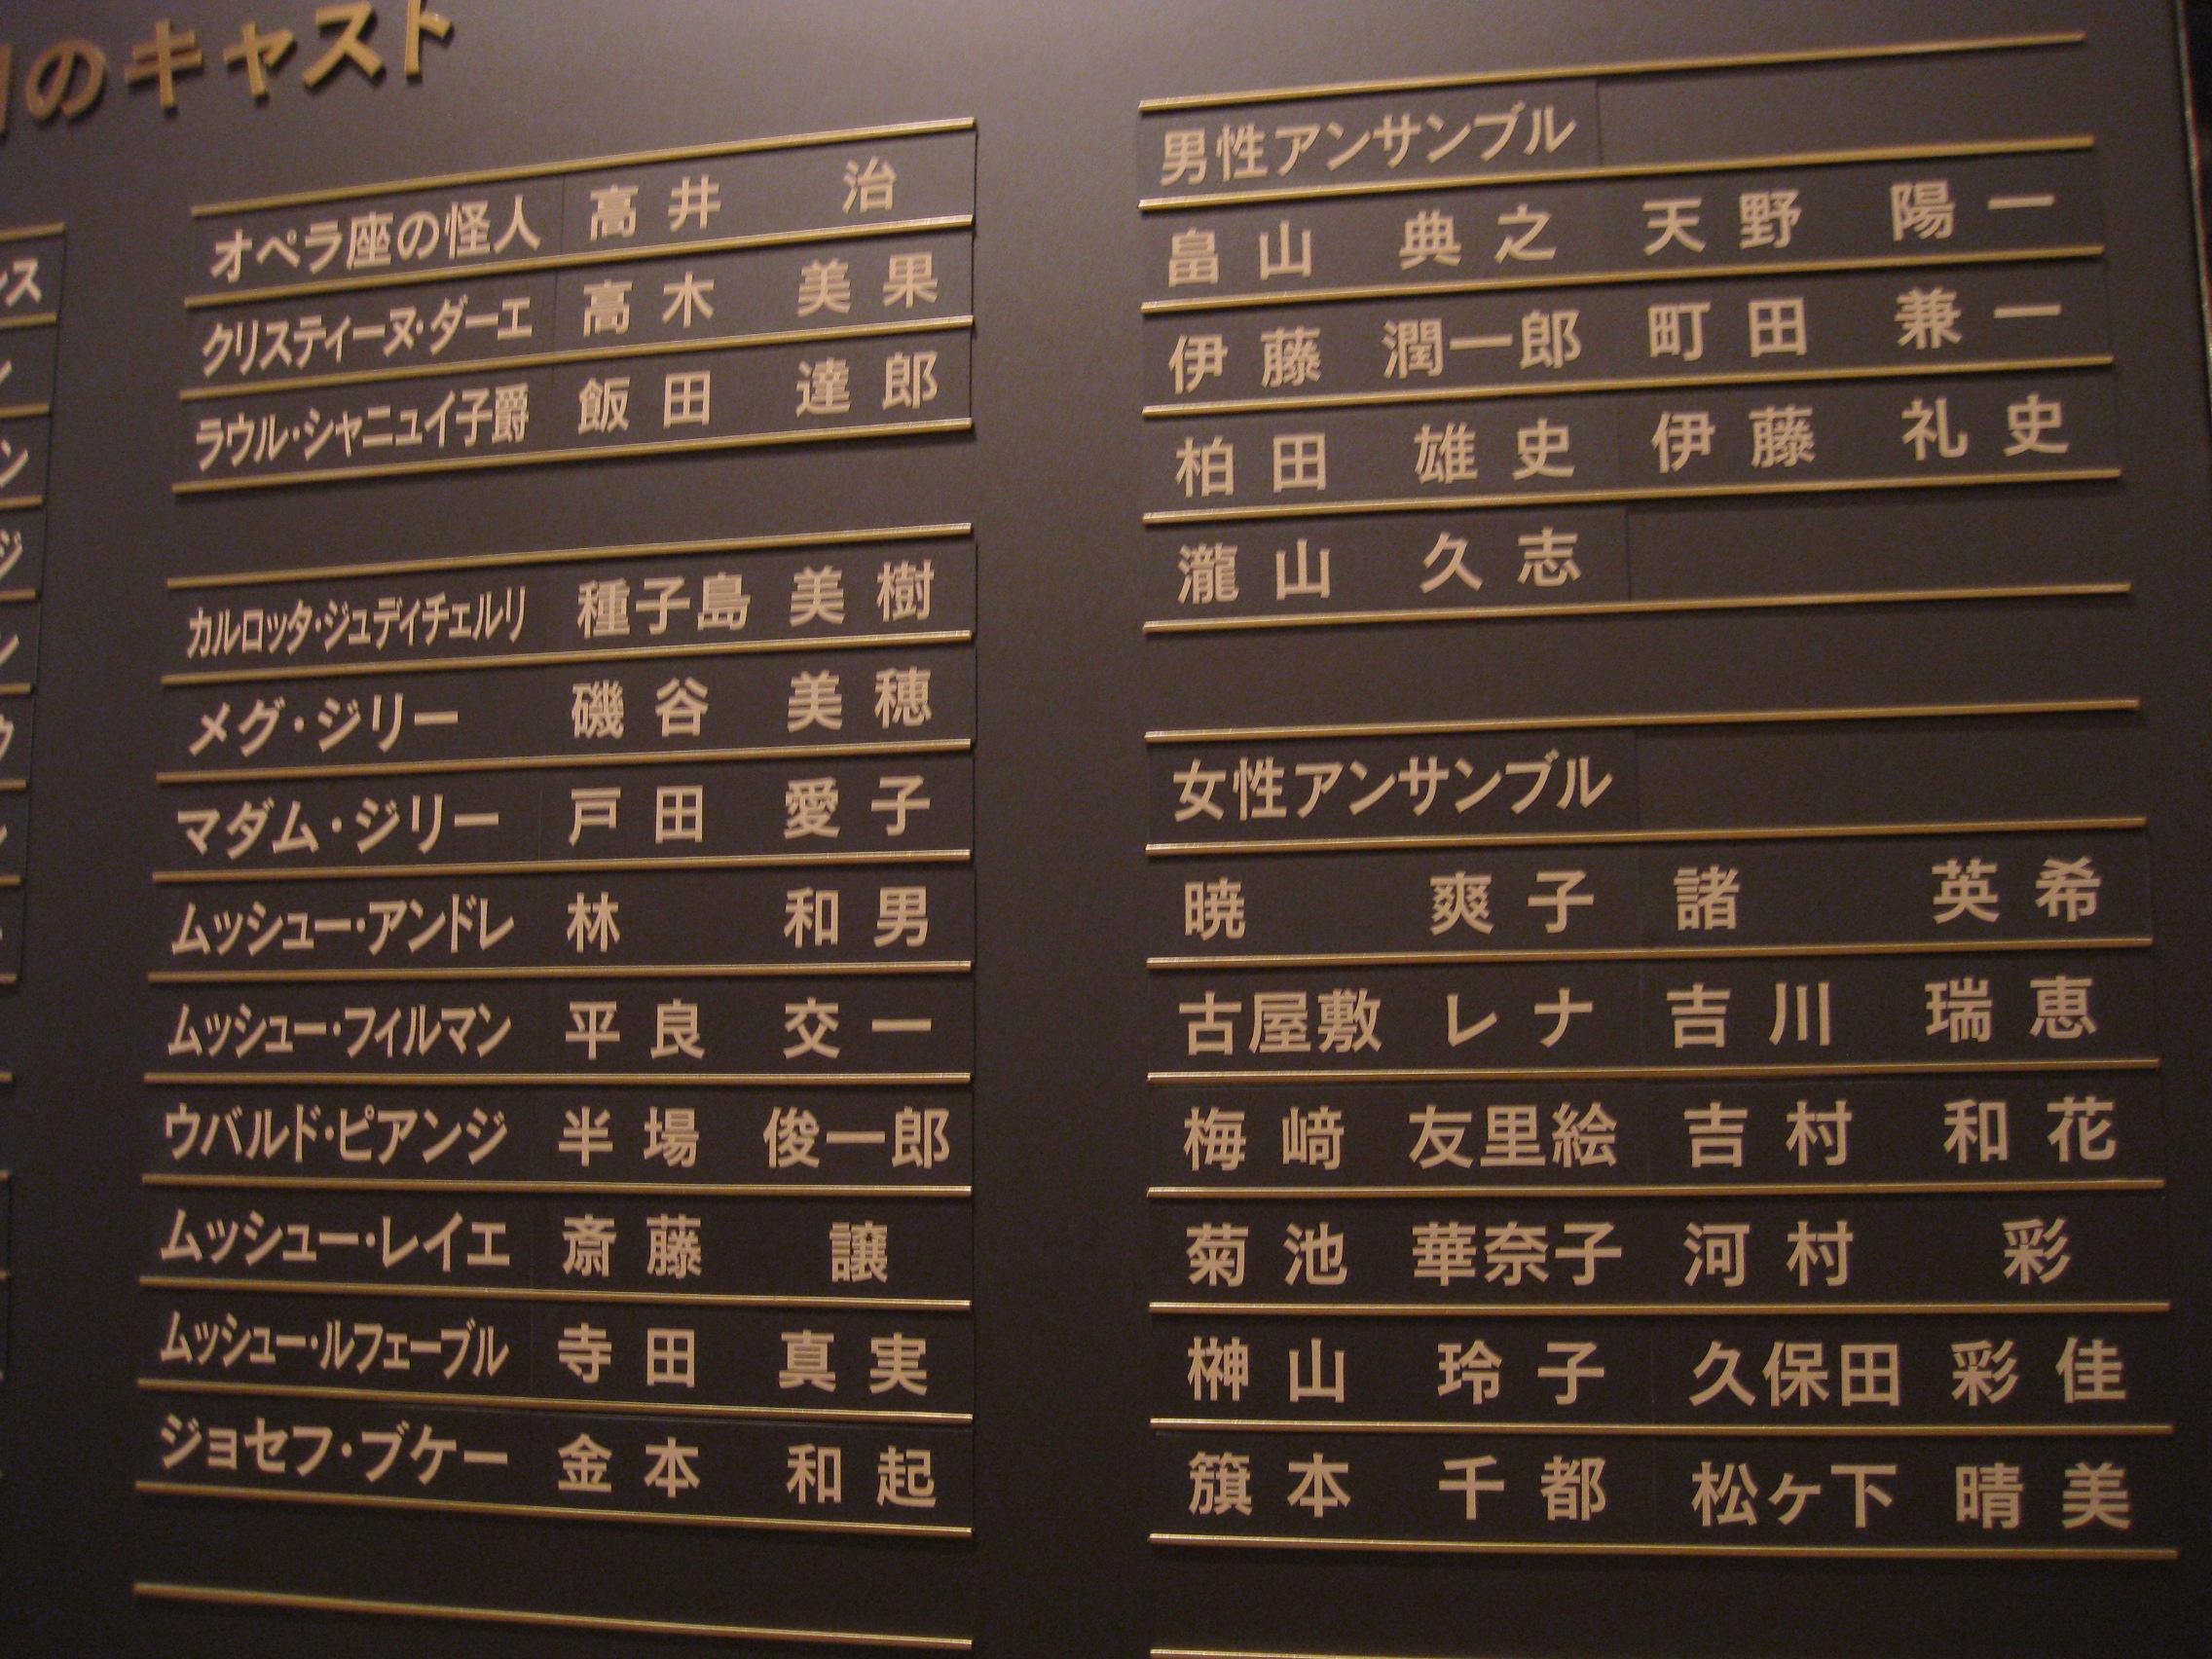 のキャスト
オペラ座の怪人 高井 治
クリスティーヌ・ダーエ 高木 美果
ラウル・シャニュイ子爵 飯田 達郎
カルロッタ・ジュディチェルリ 種子島 美樹
メグ・ジリー 磯谷 美穂
マダム・ジリー 戸田 愛子
ムッシュー・アンドレ 林 和男
ムッシュー・フィルマン 平良 交一
ウバルド・ピアンジ 半場 俊一郎
ムッシュー・レイエ 斎藤 譲
ムッシュー・ルフェーブル 寺田 真実
ジョセフ・ブケー 金本 和起
男性アンサンブル
畠山 典之 天野 陽一
伊藤 潤一郎 町田 兼一
柏田 雄史 伊藤 礼史
瀧山 久志
女性アンサンブル
暁 爽子 諸 英希
古屋敷 レナ 吉川 瑞恵
梅﨑 友里絵 吉村 和花
菊池 華奈子 河村 彩
榊山 玲子 久保田 彩佳
籏本 千都 松ヶ下 晴美